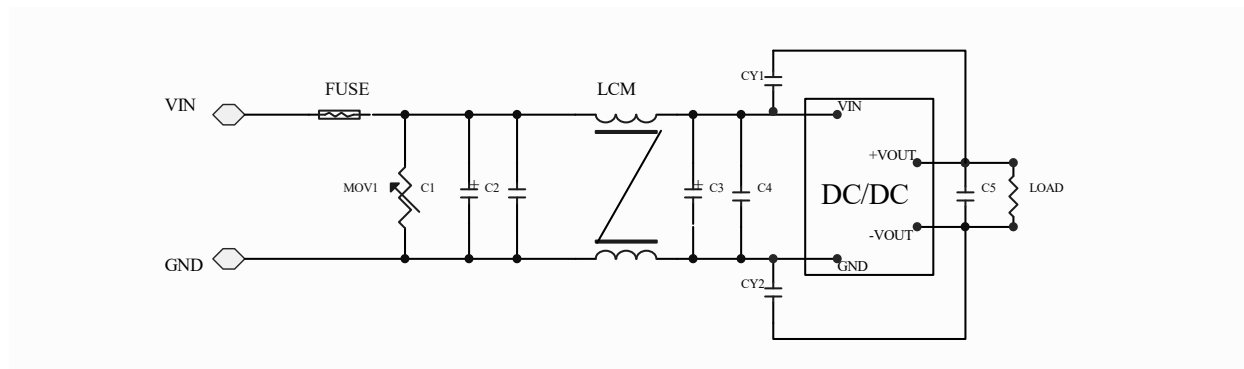 FUSE
LCM
CY1
VIN
VIN
+VOUT
MOV1
C1
+
C2
+
C3
C4
DC/DC
C5
LOAD
-VOUT
GND
GND
CY2